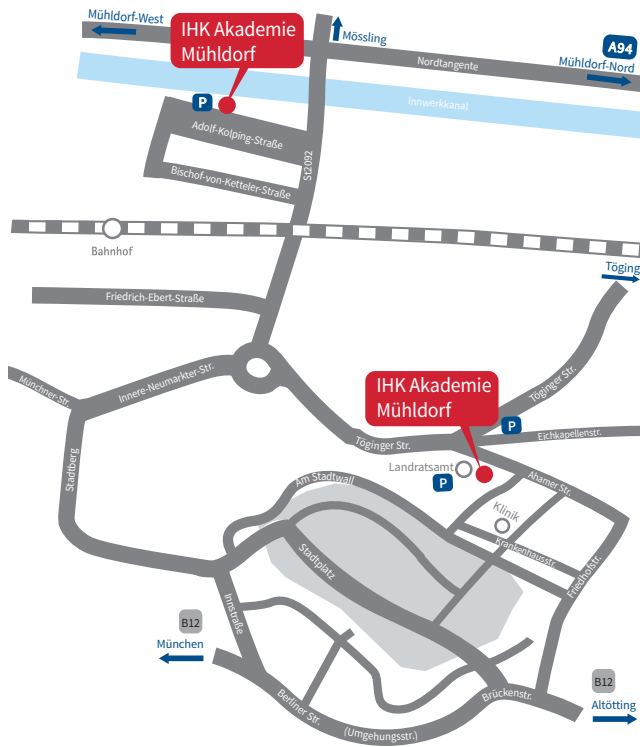 Mühldorf-West
IHK Akademie
Mühldorf
Mössling
A94
Mühldorf-Nord
Nordtangente
Innwerkkanal
P
Adolf-Kolping-Straße
St2092
Bischof-von-Ketteler-Straße
Bahnhof
Töging
Friedrich-Ebert-Straße
Münchner-Str.
Innere-Neumarkter-Str.
IHK Akademie
Mühldorf
Töginger Str.
P
Eichkapellenstr.
Töginger Str.
Landratsamt
P
Ahamer Str.
Stadtberg
Am Stadtwall
Klinik
Krankenhausstr.
Stadtplatz
Friedhofstr.
Innstraße
B12
München
B12
Altötting
Brückenstr.
Berliner Str.
(Umgehungsstr.)